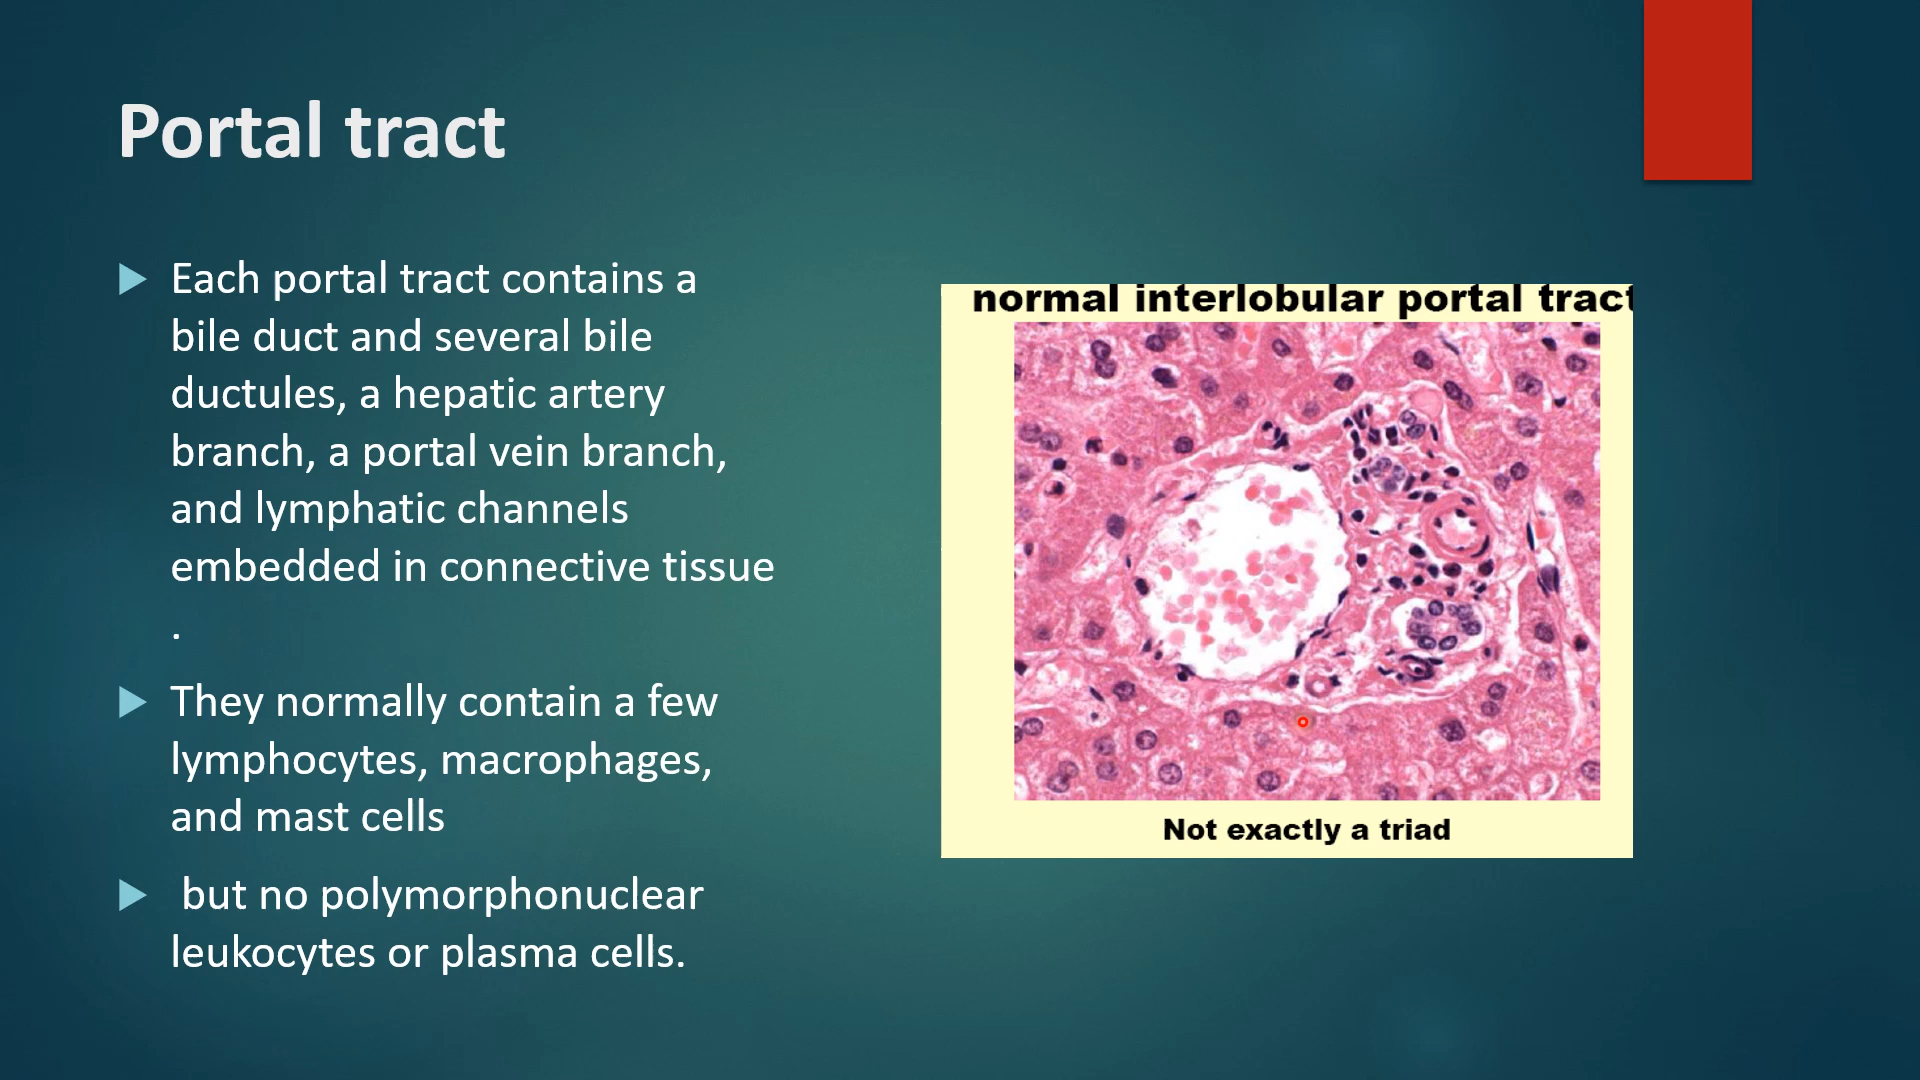 Portal tract
Each portal tract contains a
bile duct and several bile
ductules, a hepatic artery
branch, a portal vein branch,
and lymphatic channels
embedded in connective tissue
.
They normally contain a few
lymphocytes, macrophages,
and mast cells
but no polymorphonuclear
leukocytes or plasma cells.
normal interlobular portal tract
Not exactly a triad